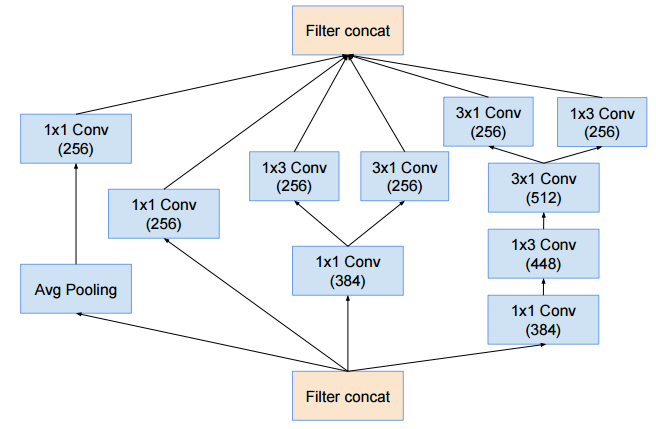 Filter concat
3x1 Conv
(256)
1x3 Conv
(256)
1x1 Conv
(256)
1x3 Conv
(256)
3x1 Conv
(256)
3x1 Conv
(512)
1x1 Conv
(256)
1x3 Conv
(448)
1x1 Conv
(384)
Avg Pooling
1x1 Conv
(384)
Filter concat